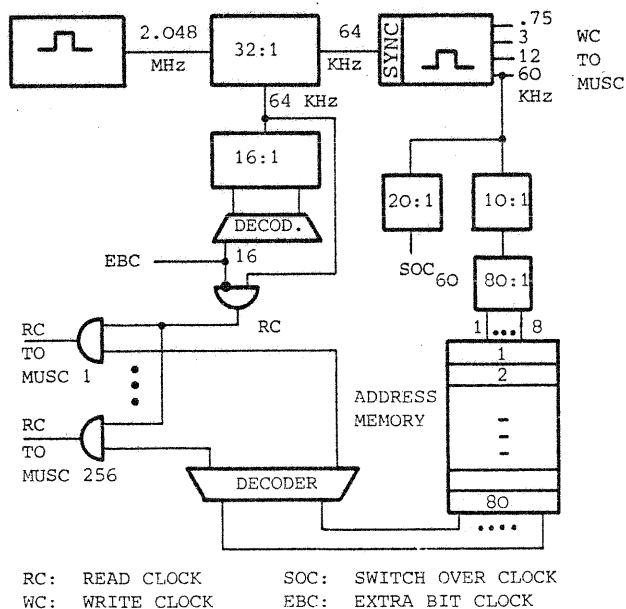 2.048
MHz
32:1
64
KHz
SYNC
.75
3
12
60
KHz
WC
TO
MUSC
64 KHz
16:1
DECOD.
16
EBC
20:1
10:1
SOC60
80:1
1 8
RC
TO
MUSC 1
RC
RC
TO
MUSC 256
ADDRESS
MEMORY
1
2
80
DECODER
RC: READ CLOCK SOC: SWITCH OVER CLOCK
WC: WRITE CLOCK EBC: EXTRA BIT CLOCK